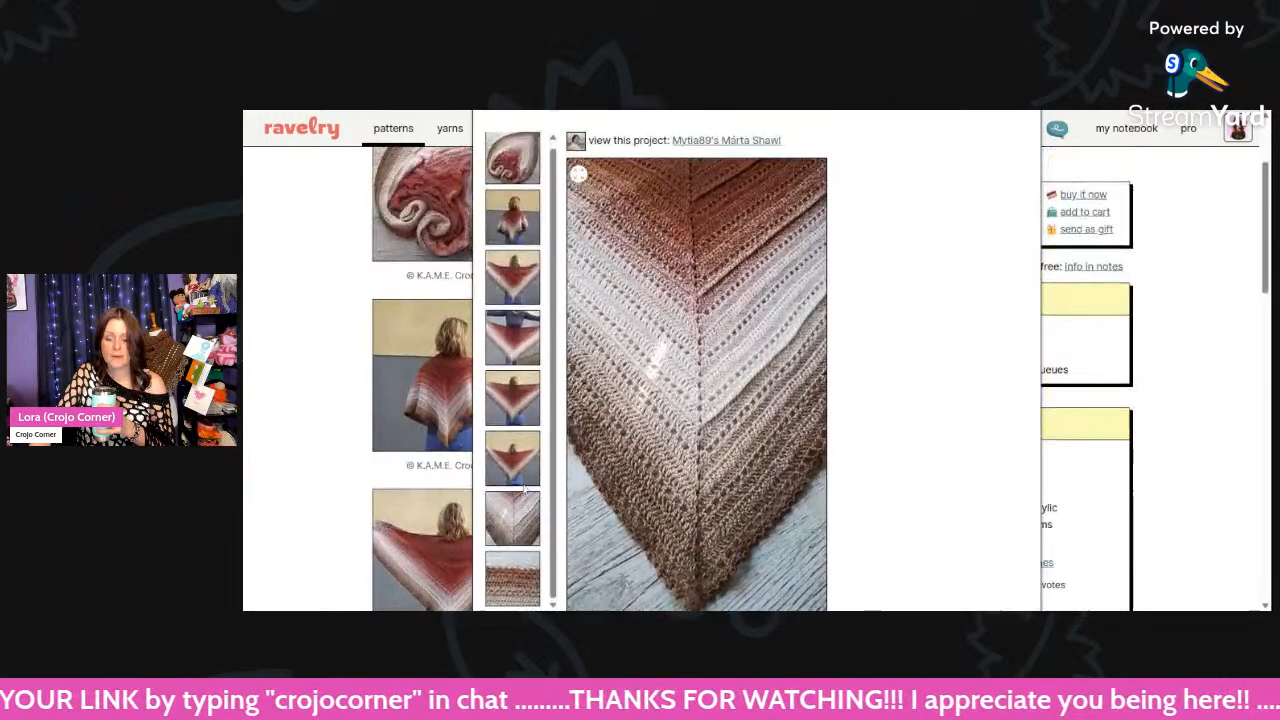 Powered by
StreamYard
ravelry
patterns
yarns
my notebook
pro
view this project: Mytia89's Márta Shawl
buy it now
add to cart
send as gift
free: info in notes
© K.A.M.E. Cro
ueues
© K.A.M.E. Cro
Lora (Crojo Corner)
Crojo Corner
ylic
ms
es
votes
YOUR LINK by typing "crojocorner" in chat .........THANKS FOR WATCHING!!! I appreciate you being here!! ....